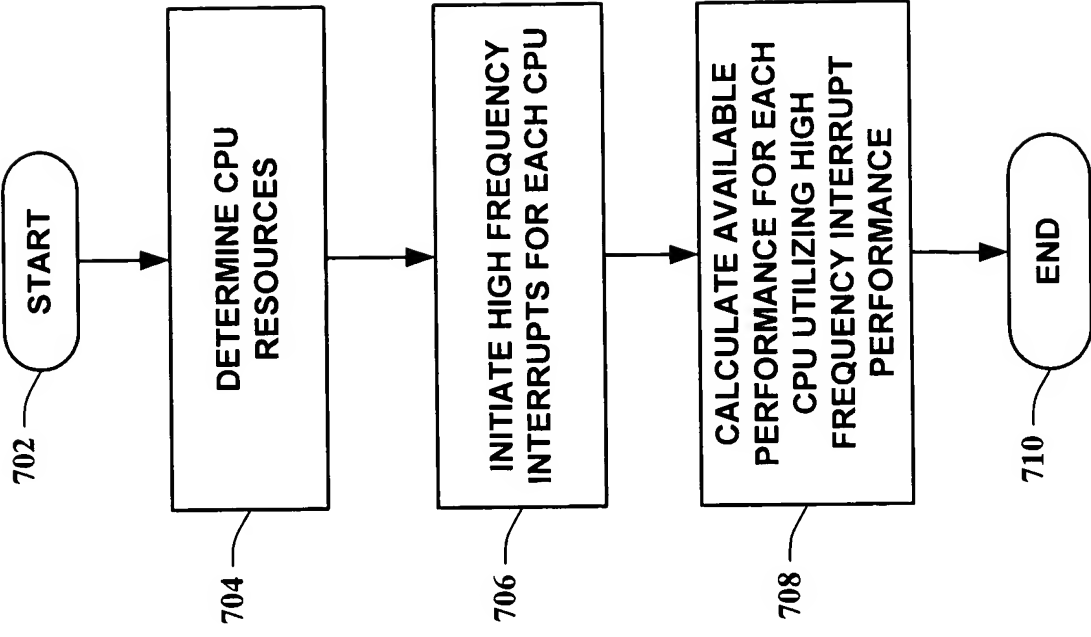 START
702
DETERMINE CPU
RESOURCES
704
INITIATE HIGH FREQUENCY
INTERRUPTS FOR EACH CPU
706
CALCULATE AVAILABLE
PERFORMANCE FOR EACH
CPU UTILIZING HIGH
FREQUENCY INTERRUPT
PERFORMANCE
708
END
710